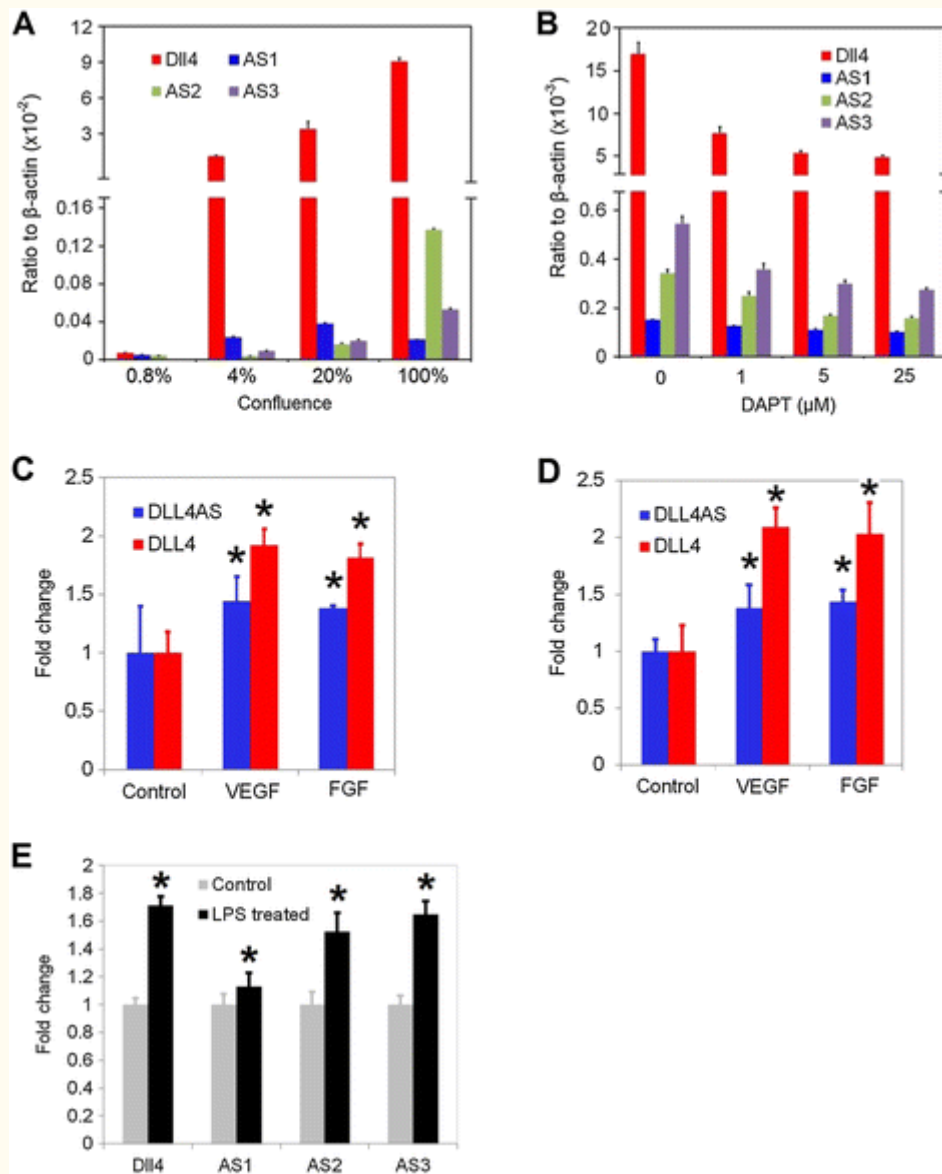 A
Ratio to β-actin (x10⁻²)
12
9
6
3
0.16
0.12
0.08
0.04
0
Dll4
AS1
AS2
AS3
0.8%
4%
20%
100%
Confluence
B
Ratio to β-actin (x10⁻³)
20
15
10
5
0.6
0.4
0.2
0
Dll4
AS1
AS2
AS3
0
1
5
25
DAPT (μM)
C
Fold change
2.5
2
1.5
1
0.5
0
DLL4AS
DLL4
*
*
*
*
Control
VEGF
FGF
D
Fold change
2.5
2
1.5
1
0.5
0
DLL4AS
DLL4
*
*
*
*
Control
VEGF
FGF
E
Fold change
2
1.8
1.6
1.4
1.2
1
0.8
0.6
0.4
0.2
0
Control
LPS treated
*
*
*
*
Dll4
AS1
AS2
AS3